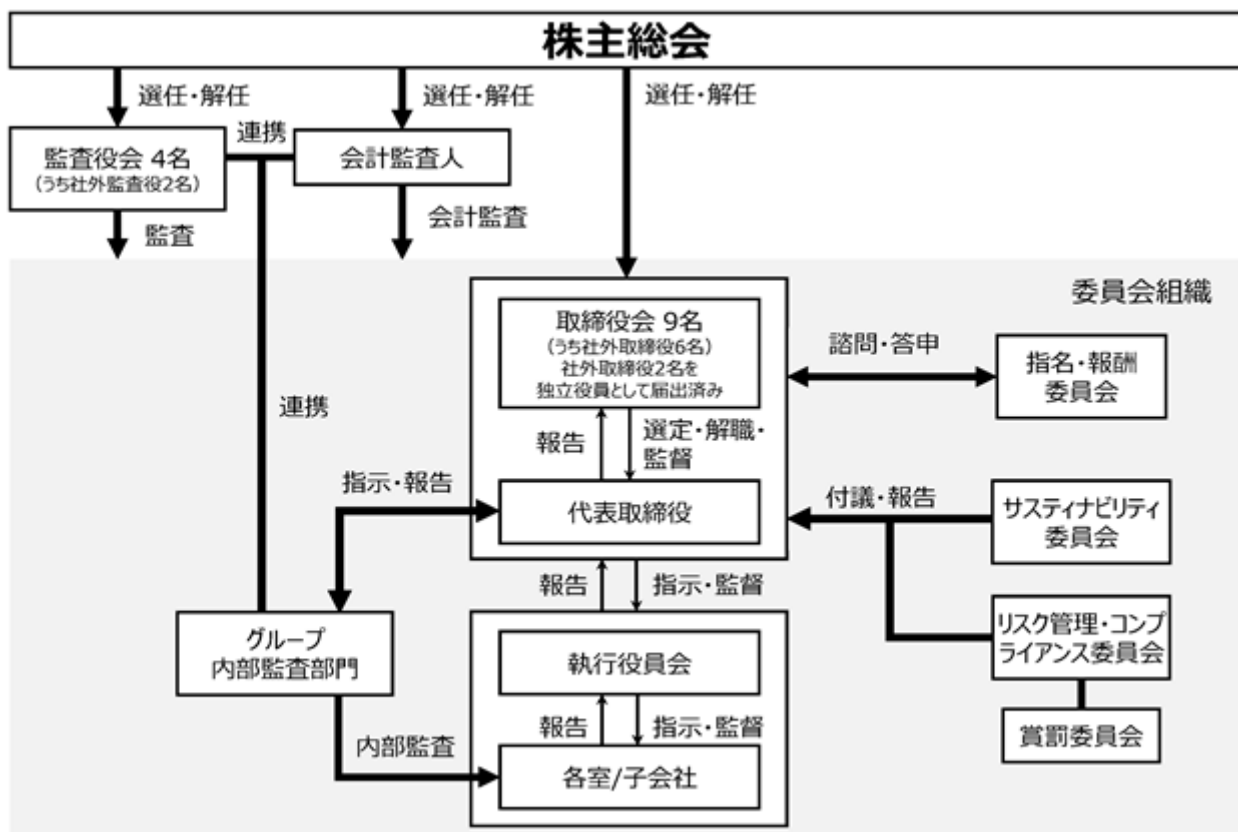 株主総会
選任・解任
選任・解任
選任・解任
監査役会 4名
（うち社外監査役2名）
連携
会計監査人
監査
会計監査
委員会組織
取締役会 9名
（うち社外取締役6名）
社外取締役2名を
独立役員として届出済み
諮問・答申
指名・報酬
委員会
連携
報告
選定・解職・
監督
指示・報告
代表取締役
付議・報告
サスティナビリティ
委員会
報告
指示・監督
グループ
内部監査部門
執行役員会
リスク管理・コンプ
ライアンス委員会
報告
指示・監督
内部監査
各室/子会社
賞罰委員会